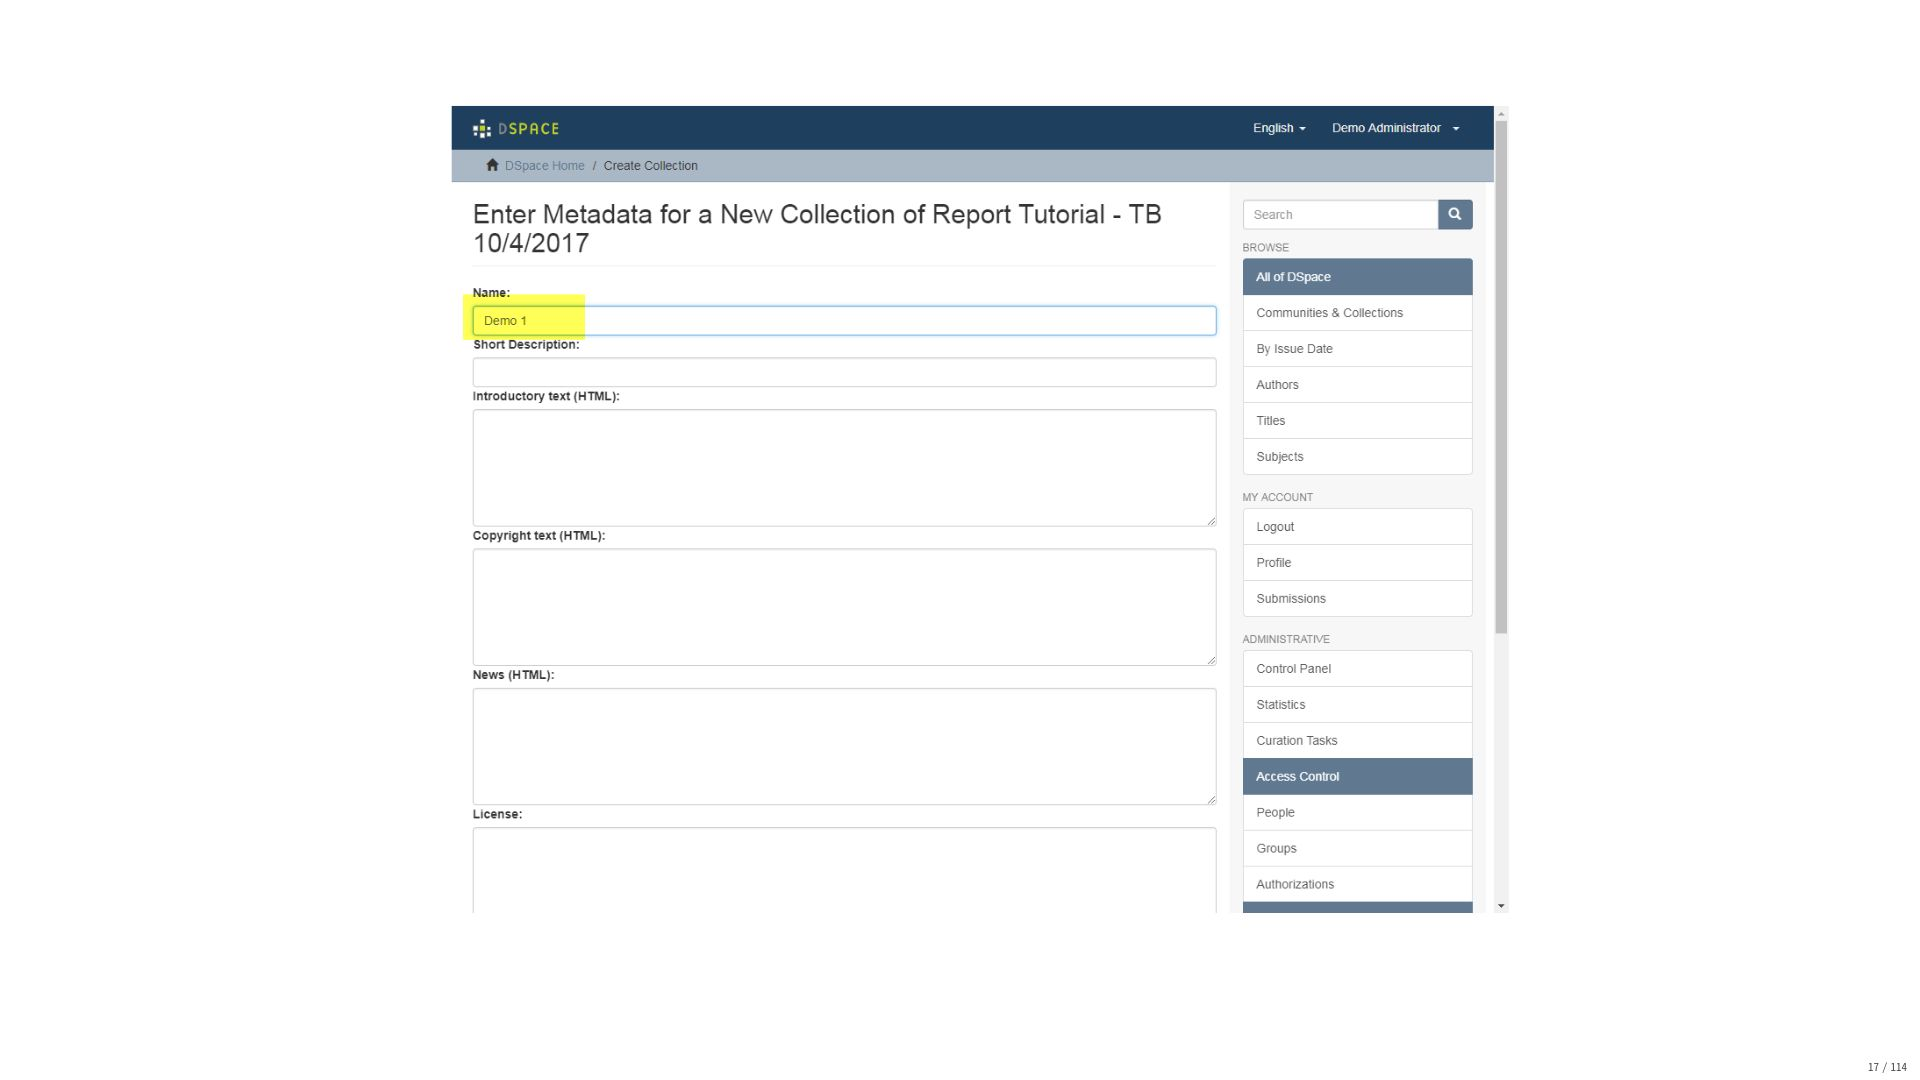 DSPACE
English
Demo Administrator
DSpace Home / Create Collection
Enter Metadata for a New Collection of Report Tutorial - TB
10/4/2017
Name:
Demo 1
Short Description:
Introductory text (HTML):
Copyright text (HTML):
News (HTML):
License:
Search
BROWSE
All of DSpace
Communities & Collections
By Issue Date
Authors
Titles
Subjects
MY ACCOUNT
Logout
Profile
Submissions
ADMINISTRATIVE
Control Panel
Statistics
Curation Tasks
Access Control
People
Groups
Authorizations
17 / 114